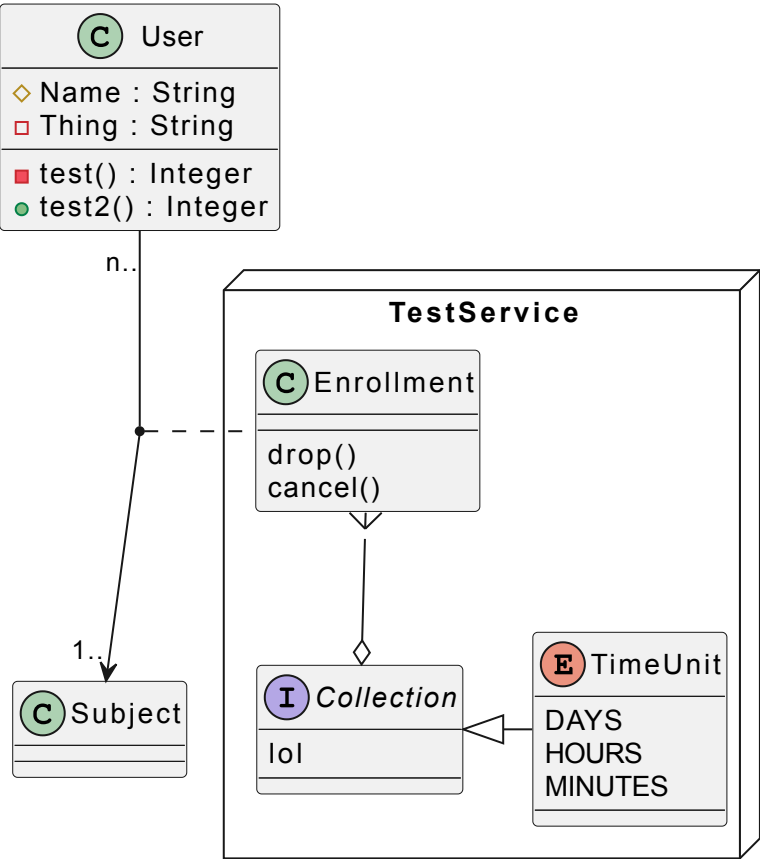 C User
Name : String
Thing : String
test() : Integer
test2() : Integer
n..
TestService
C Enrollment
drop()
cancel()
1..
C Subject
I Collection
lol
E TimeUnit
DAYS
HOURS
MINUTES